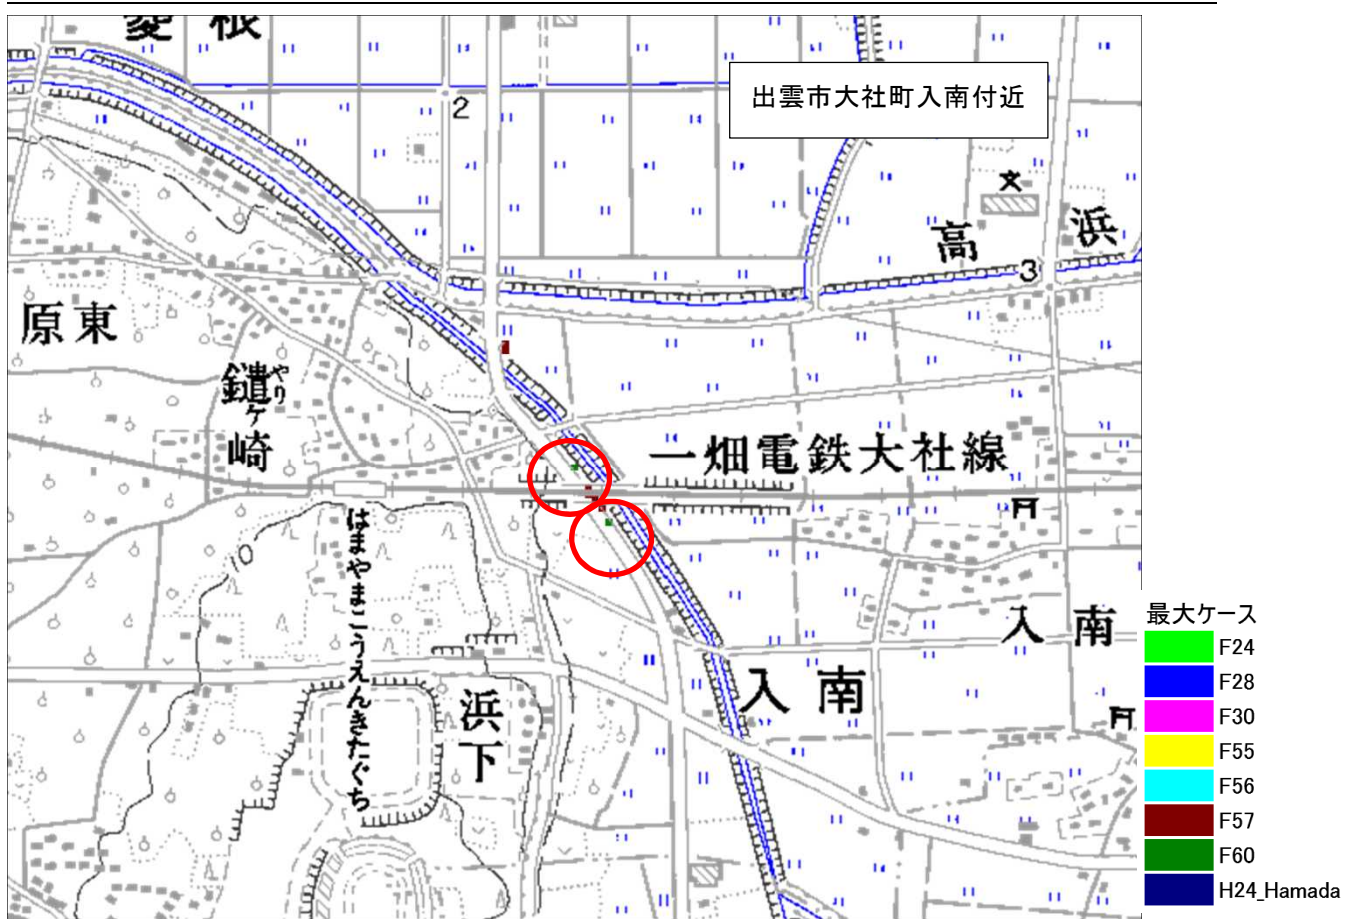 菱根
出雲市大社町入南付近
2
高浜
3
原東
鑓ヶ崎
やり
一畑電鉄大社線
10
はまやまこうえんきたぐち
入南
浜下
入南
最大ケース
F24
F28
F30
F55
F56
F57
F60
H24_Hamada